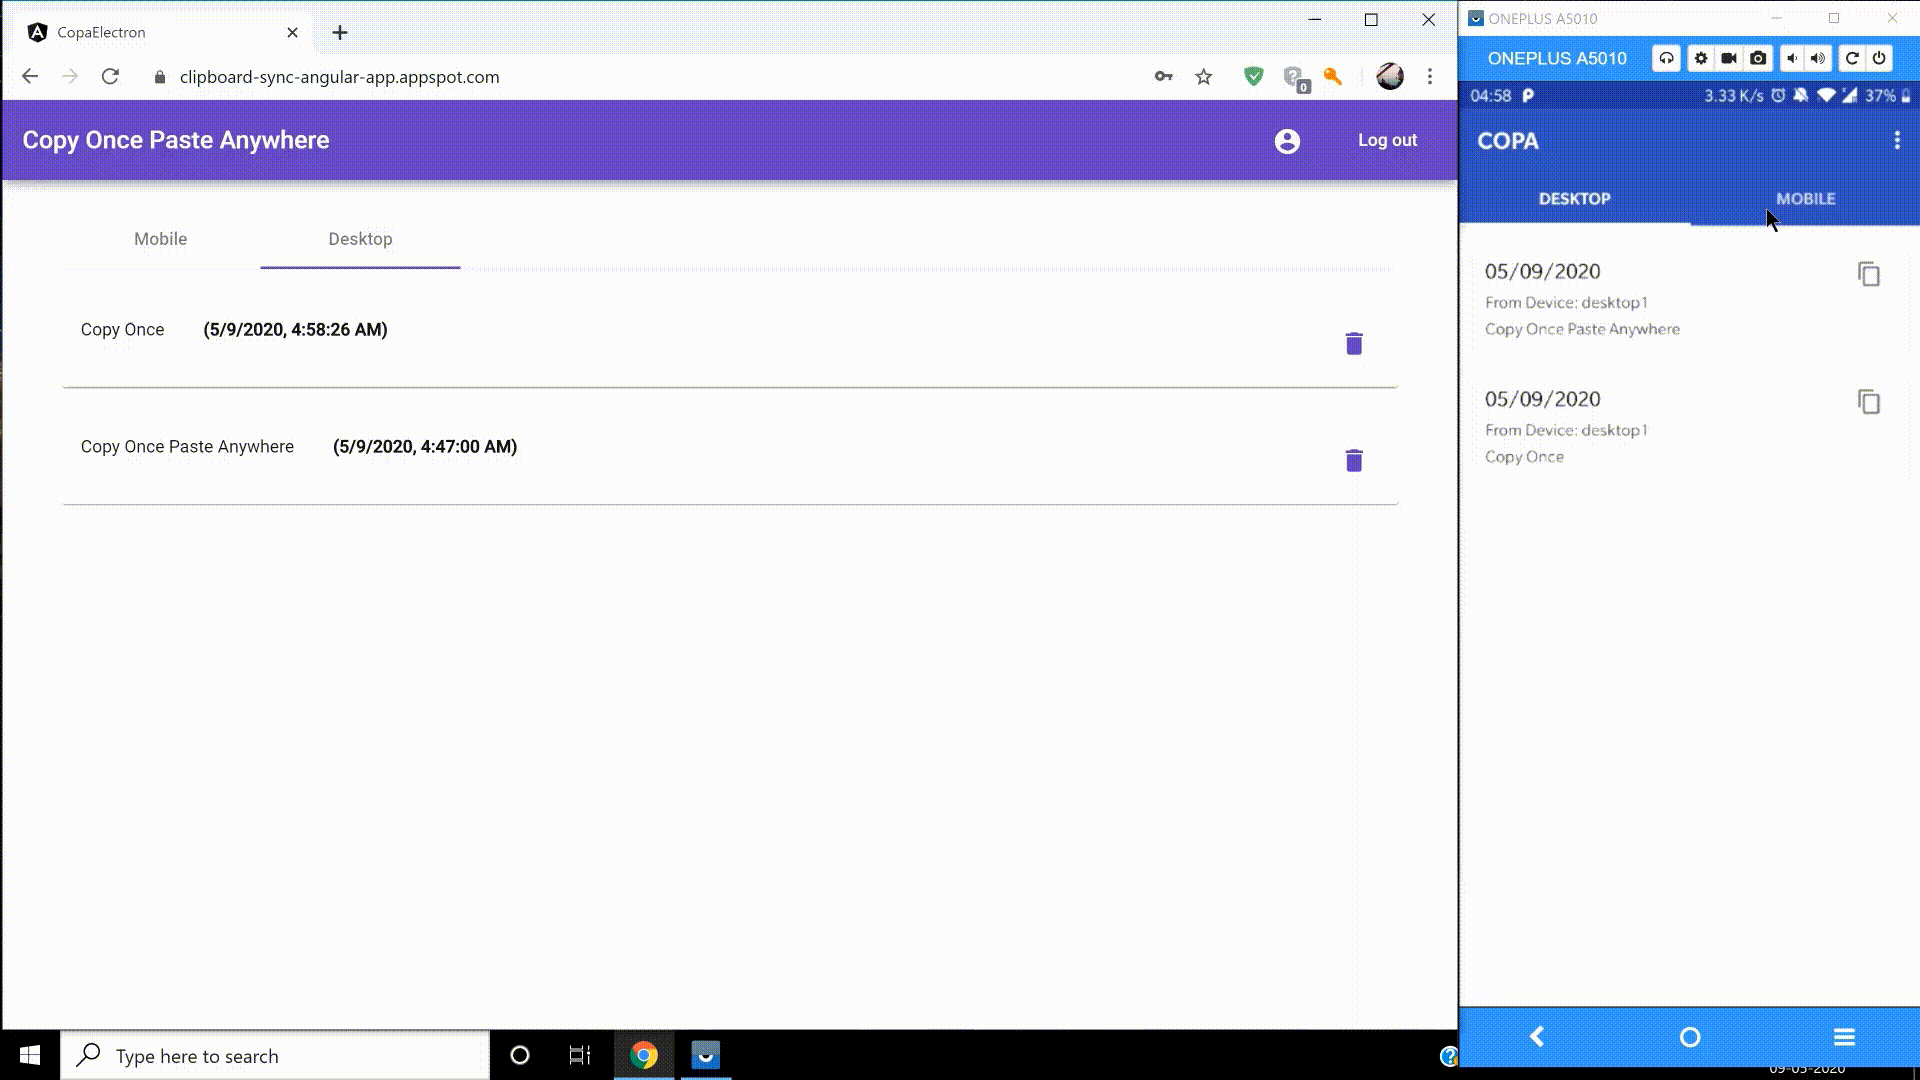 CopaElectron
clipboard-sync-angular-app.appspot.com
0
Copy Once Paste Anywhere
Log out
Mobile
Desktop
Copy Once (5/9/2020, 4:58:26 AM)
Copy Once Paste Anywhere (5/9/2020, 4:47:00 AM)
Type here to search
ONEPLUS A5010
ONEPLUS A5010
04:58 3.33 K/s 37%
COPA
DESKTOP
MOBILE
05/09/2020
From Device: desktop1
Copy Once Paste Anywhere
05/09/2020
From Device: desktop1
Copy Once
09-05-2020